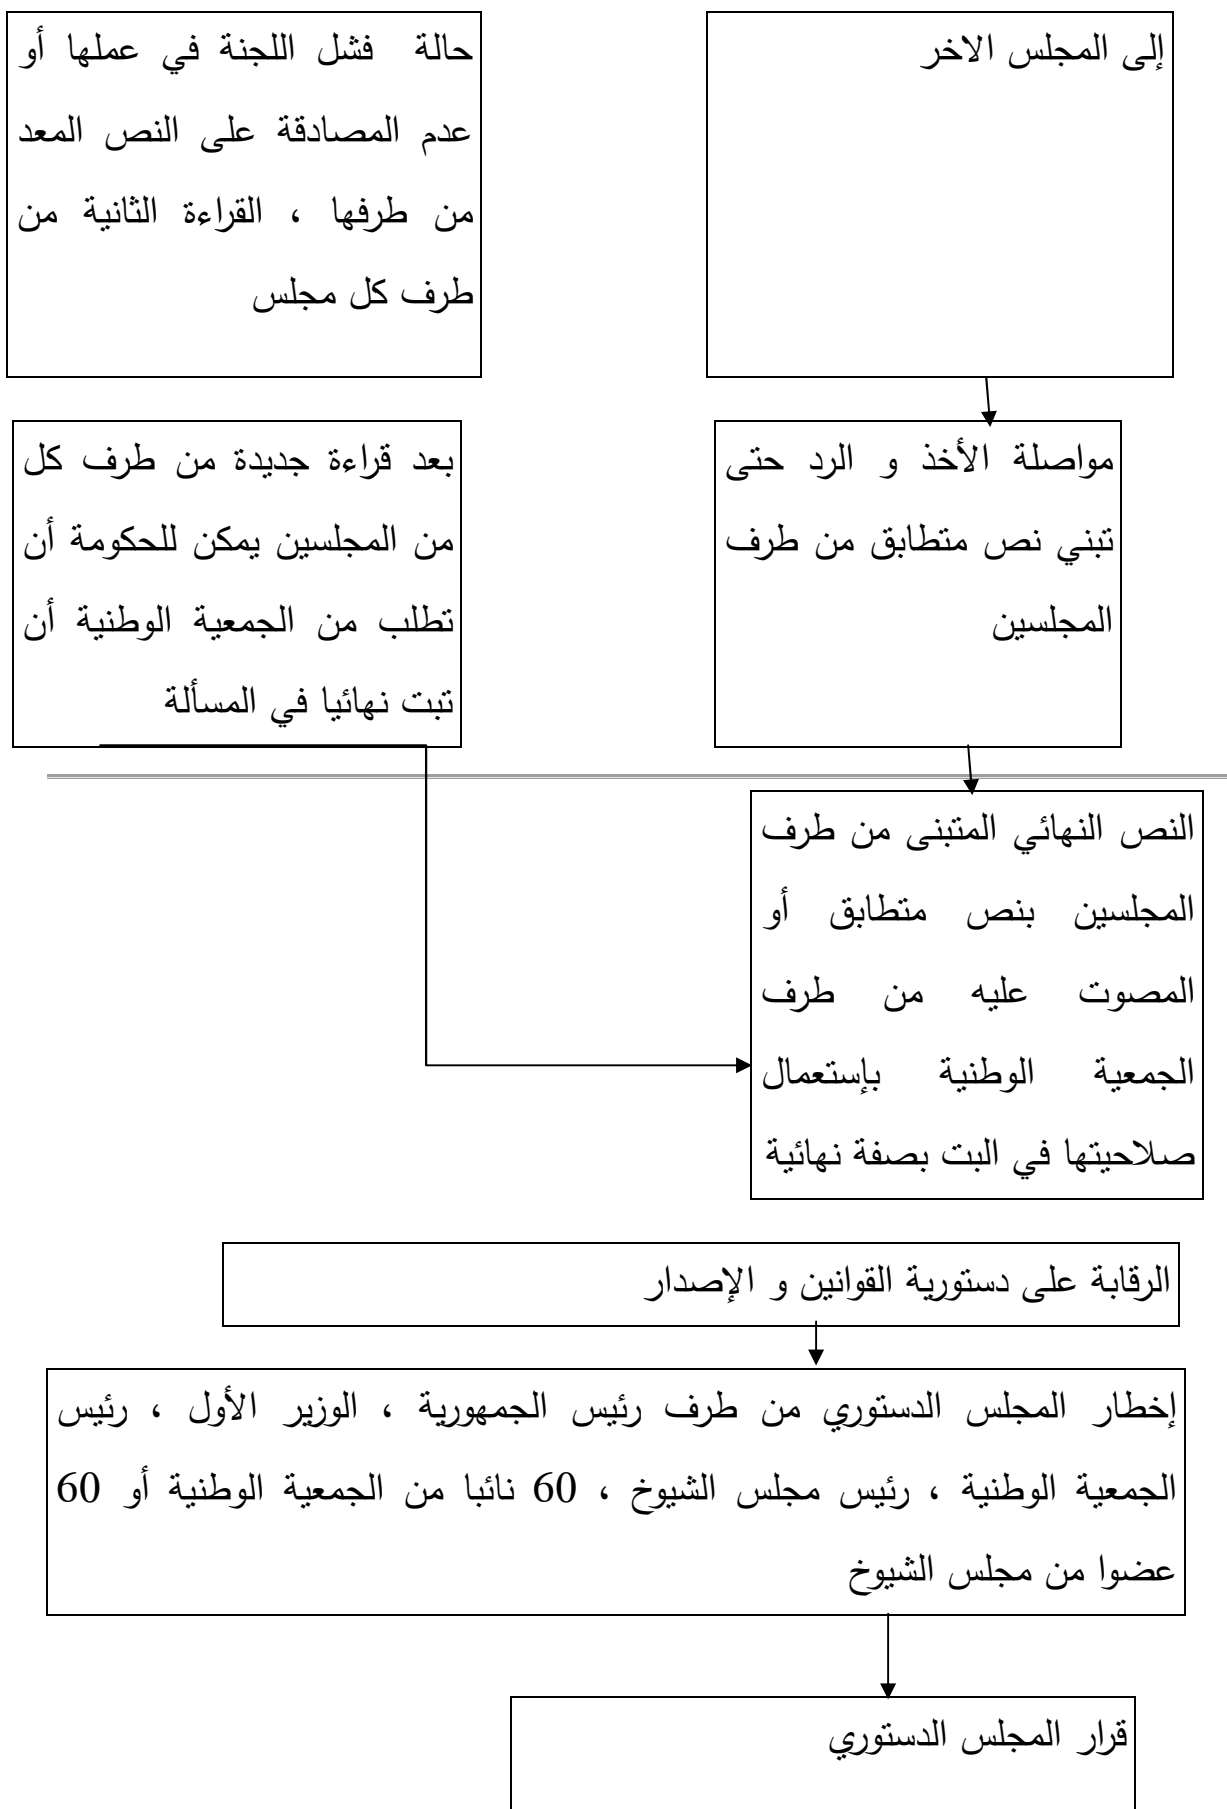 إلى المجلس الاخر
حالة فشل اللجنة في عملها أو
عدم المصادقة على النص المعد
من طرفها ، القراءة الثانية من
طرف كل مجلس
مواصلة الأخذ و الرد حتى
تبني نص متطابق من طرف
المجلسين
بعد قراءة جديدة من طرف كل
من المجلسين يمكن للحكومة أن
تطلب من الجمعية الوطنية أن
تبت نهائيا في المسألة
النص النهائي المتبنى من طرف
المجلسين بنص متطابق أو
المصوت عليه من طرف
الجمعية الوطنية بإستعمال
صلاحيتها في البت بصفة نهائية
الرقابة على دستورية القوانين و الإصدار
إخطار المجلس الدستوري من طرف رئيس الجمهورية ، الوزير الأول ، رئيس
الجمعية الوطنية ، رئيس مجلس الشيوخ ، 60 نائبا من الجمعية الوطنية أو 60
عضوا من مجلس الشيوخ
قرار المجلس الدستوري